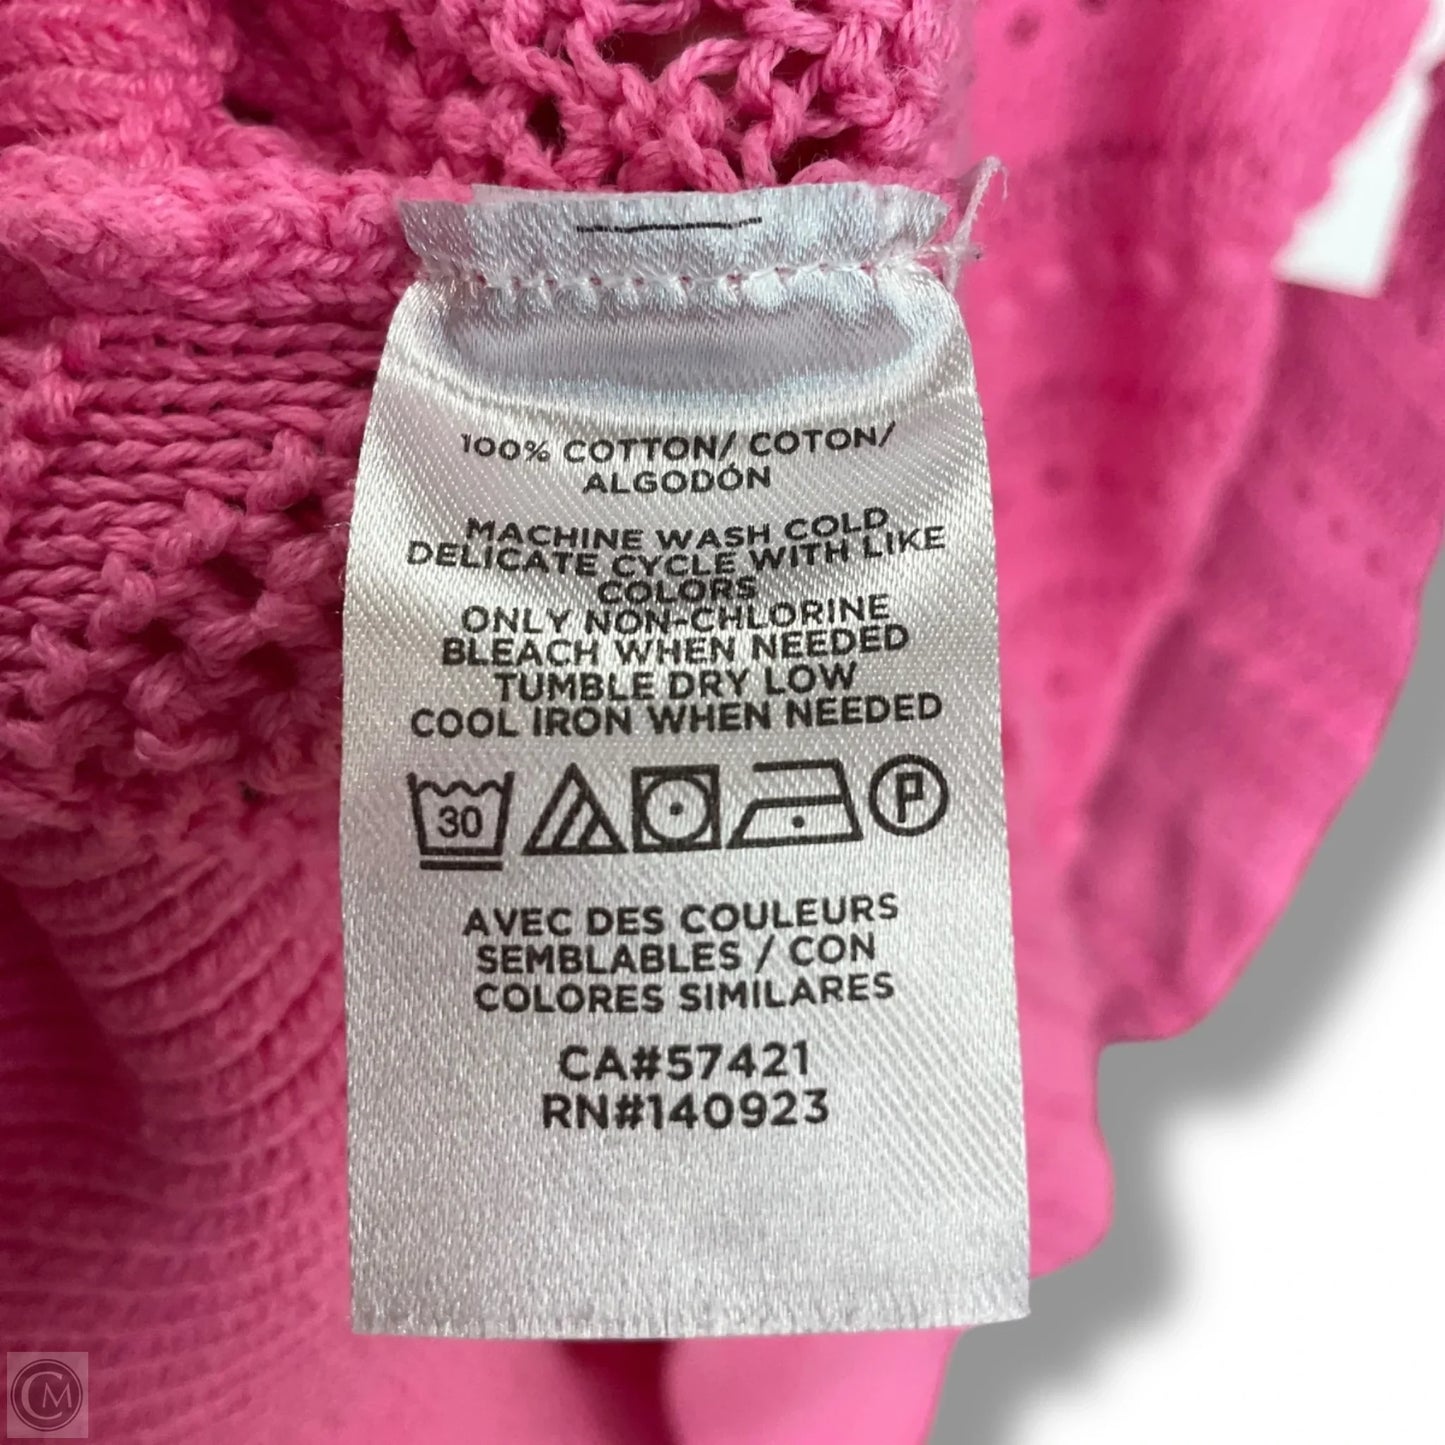 100% COTTON/ COTON/
ALGODÓN
MACHINE WASH COLD
DELICATE CYCLE WITH LIKE
COLORS
ONLY NON-CHLORINE
BLEACH WHEN NEEDED
TUMBLE DRY LOW
COOL IRON WHEN NEEDED
30 P
AVEC DES COULEURS
SEMBLABLES / CON
COLORES SIMILARES
CA#57421
RN#140923
CM